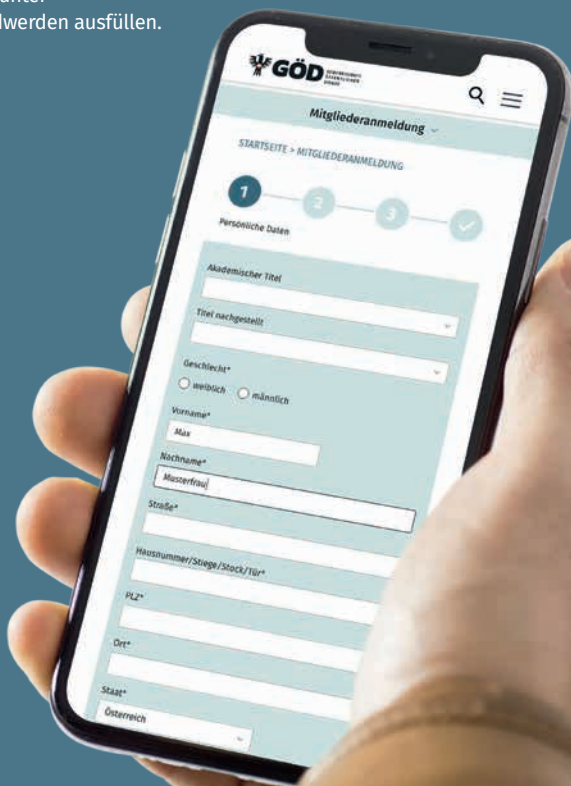 dwerden ausfüllen.
GÖD
Mitgliederanmeldung
STARTSEITE > MITGLIEDERANMELDUNG
1 2 3
Persönliche Daten
Akademischer Titel
Titel nachgestellt
Geschlecht*
weiblich männlich
Vorname*
Max
Nachname*
Musterfrau
Straße*
Hausnummer/Stiege/Stock/Tür*
PLZ*
Ort*
Staat*
Österreich